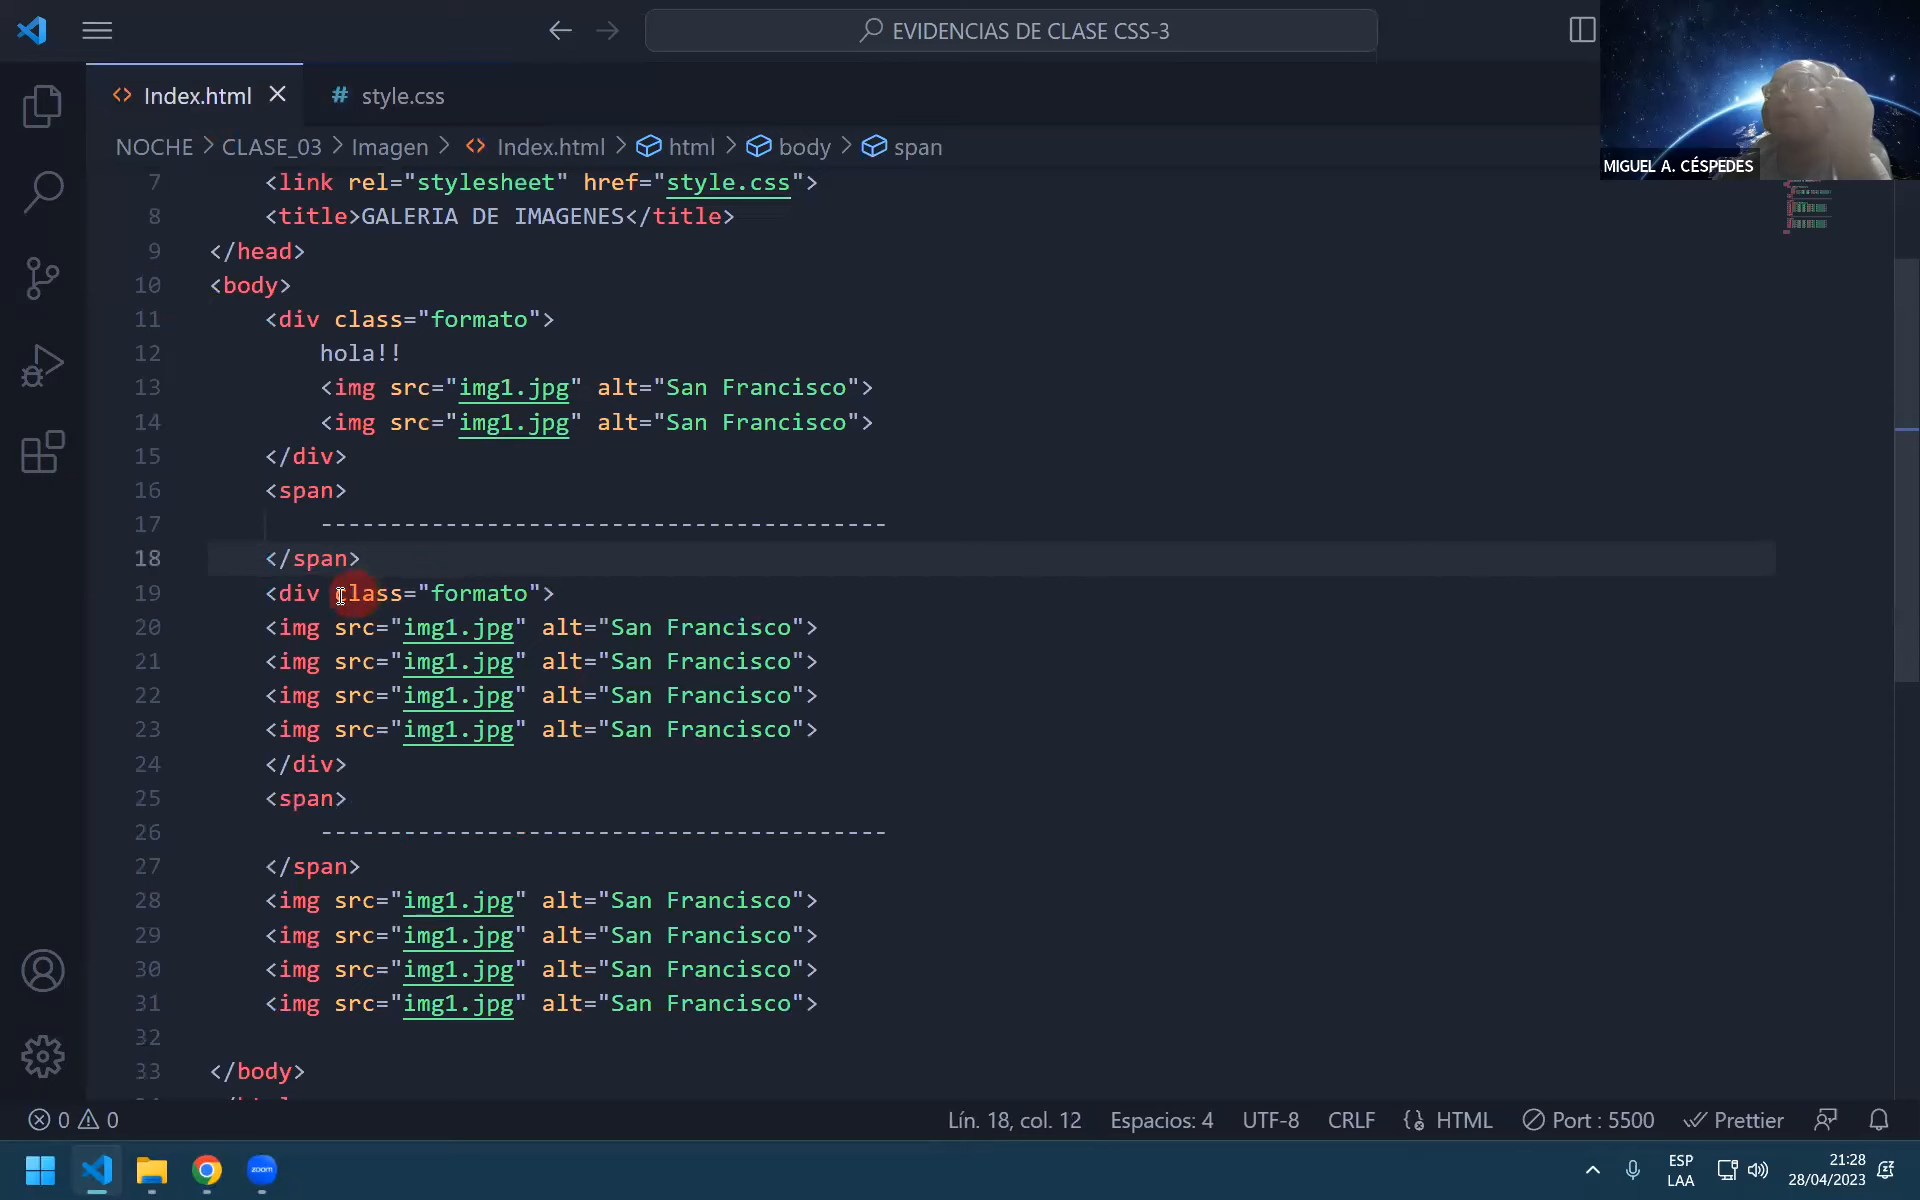 EVIDENCIAS DE CLASE CSS-3
Index.html
# style.css
MIGUEL A. CÉSPEDES
NOCHE > CLASE_03 > Imagen > Index.html > html > body > span
7 <link rel="stylesheet" href="style.css">
8 <title>GALERIA DE IMAGENES</title>
9 </head>
10 <body>
11 <div class="formato">
12 hola!!
13 <img src="img1.jpg" alt="San Francisco">
14 <img src="img1.jpg" alt="San Francisco">
15 </div>
16 <span>
17 -----------------------------------------
18 </span>
19 <div class="formato">
20 <img src="img1.jpg" alt="San Francisco">
21 <img src="img1.jpg" alt="San Francisco">
22 <img src="img1.jpg" alt="San Francisco">
23 <img src="img1.jpg" alt="San Francisco">
24 </div>
25 <span>
26 -----------------------------------------
27 </span>
28 <img src="img1.jpg" alt="San Francisco">
29 <img src="img1.jpg" alt="San Francisco">
30 <img src="img1.jpg" alt="San Francisco">
31 <img src="img1.jpg" alt="San Francisco">
32
33 </body>
0 0 Lín. 18, col. 12 Espacios: 4 UTF-8 CRLF HTML Port : 5500 Prettier
zoom
ESP
LAA
21:28
28/04/2023